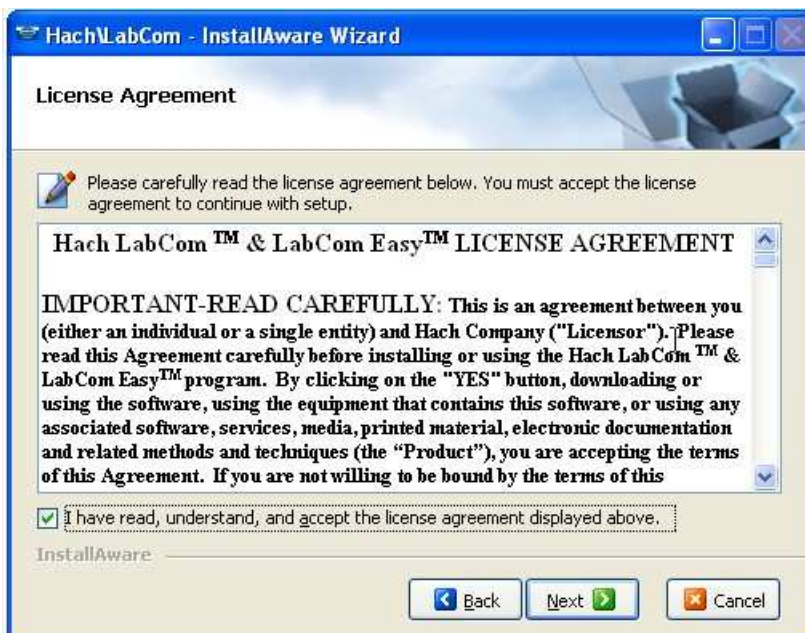 Hach\LabCom - InstallAware Wizard
License Agreement
Please carefully read the license agreement below. You must accept the license
agreement to continue with setup.
Hach LabCom TM & LabCom Easy TM LICENSE AGREEMENT
IMPORTANT-READ CAREFULLY: This is an agreement between you
(either an individual or a single entity) and Hach Company ("Licensor"). Please
read this Agreement carefully before installing or using the Hach LabCom TM &
LabCom Easy TM program. By clicking on the "YES" button, downloading or
using the software, using the equipment that contains this software, or using any
associated software, services, media, printed material, electronic documentation
and related methods and techniques (the “Product”), you are accepting the terms
of this Agreement. If you are not willing to be bound by the terms of this
I have read, understand, and accept the license agreement displayed above.
InstallAware
Back Next Cancel